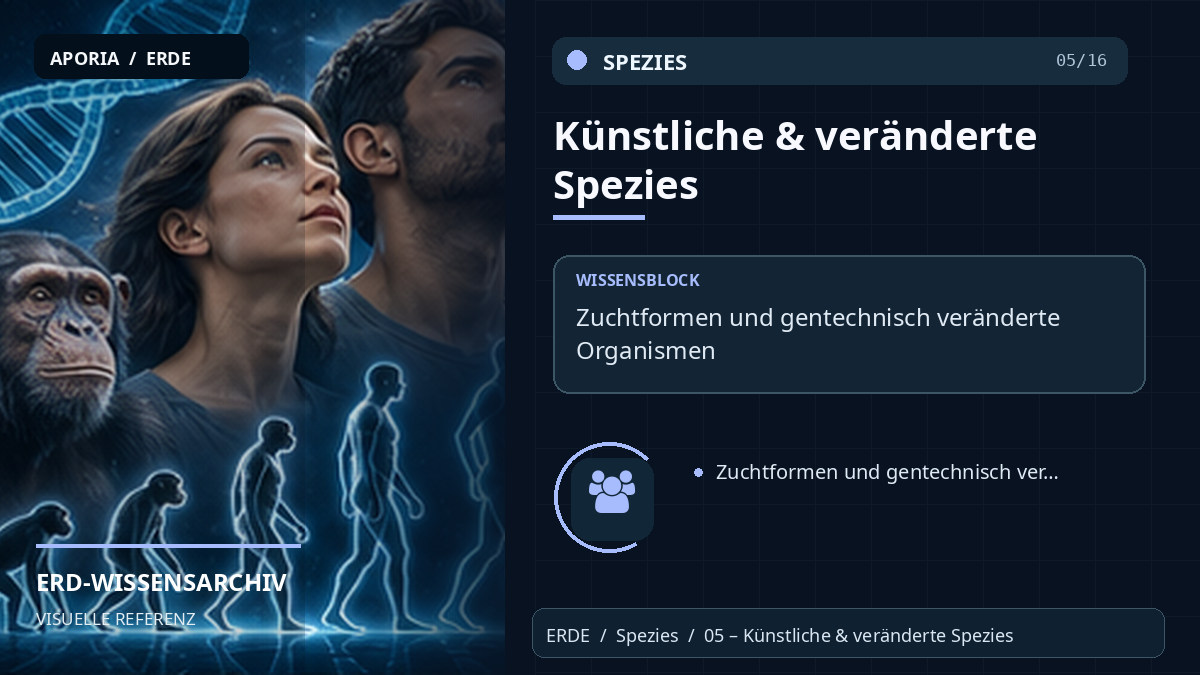 APORIA / ERDE
ERD-WISSENSARCHIV
VISUELLE REFERENZ
SPEZIES
05/16
Künstliche & veränderte
Spezies
WISSENSBLOCK
Zuchtformen und gentechnisch veränderte
Organismen
Zuchtformen und gentechnisch ver...
ERDE / Spezies / 05 – Künstliche & veränderte Spezies